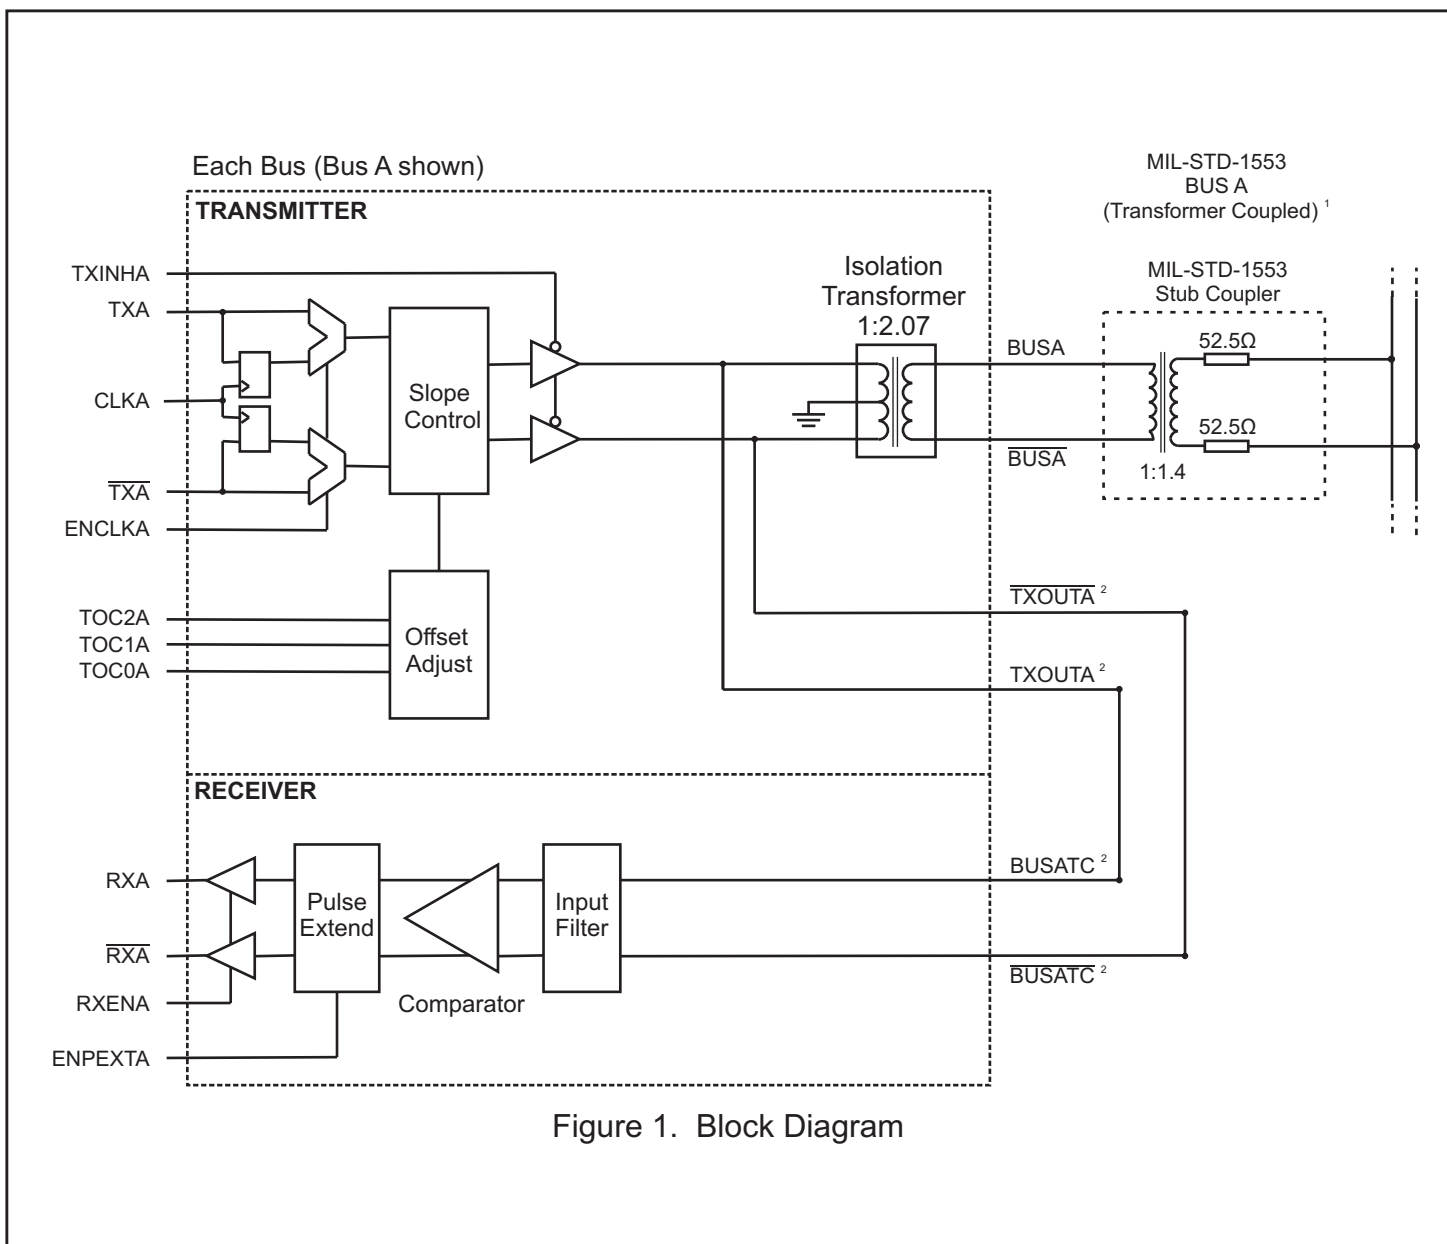 Each Bus (Bus A shown)
MIL-STD-1553
BUS A
(Transformer Coupled) 1
TRANSMITTER
TXINHA
TXA
CLKA
TXA
ENCLKA
TOC2A
TOC1A
TOC0A
Slope
Control
Offset
Adjust
Isolation
Transformer
1:2.07
BUSA
BUSA
MIL-STD-1553
Stub Coupler
52.5Ω
52.5Ω
1:1.4
TXOUTA 2
TXOUTA 2
RECEIVER
RXA
RXA
RXENA
ENPEXTA
Pulse
Extend
Comparator
Input
Filter
BUSATC 2
BUSATC 2
Figure 1. Block Diagram